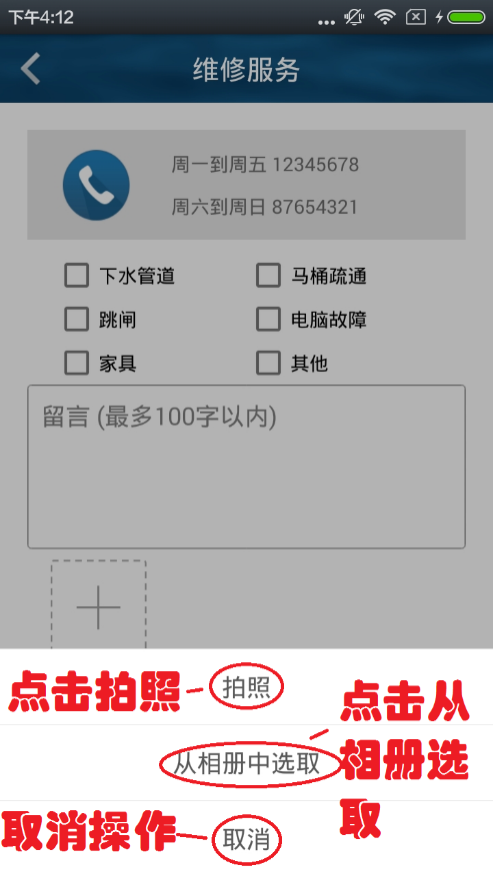 下午4:12
维修服务
周一到周五 12345678
周六到周日 87654321
下水管道 马桶疏通
跳闸 电脑故障
家具 其他
留言 (最多100字以内)
点击拍照 拍照
点击从
相册选
取
从相册中选取
取消操作 取消